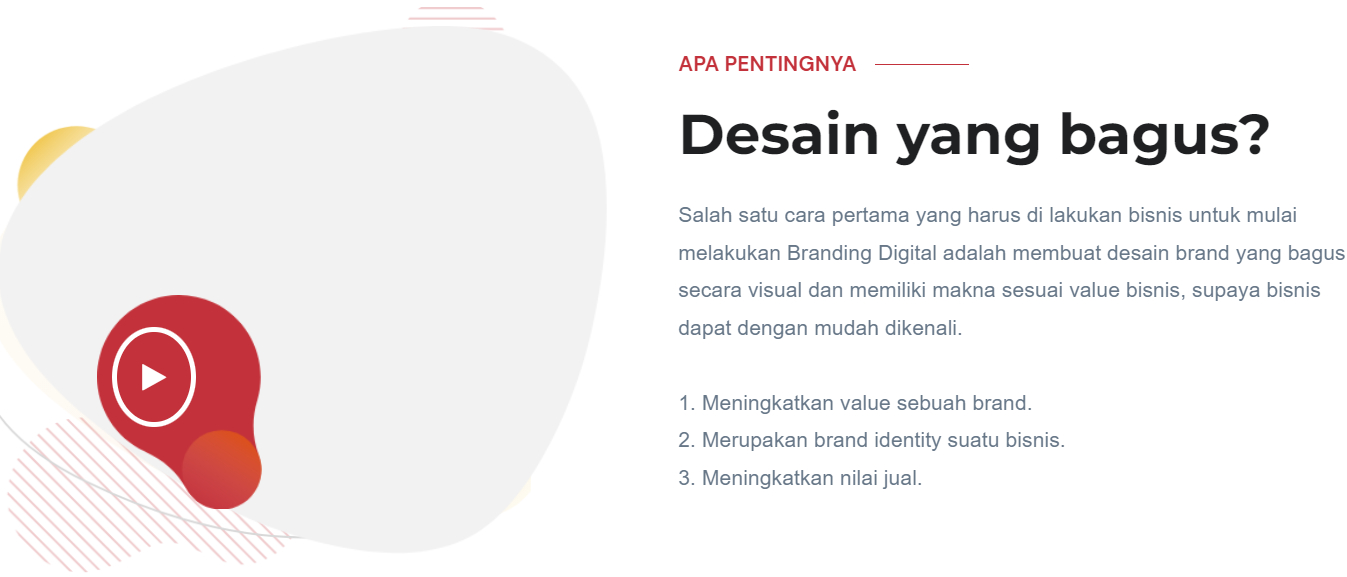 APA PENTINGNYA
Desain yang bagus?
Salah satu cara pertama yang harus di lakukan bisnis untuk mulai
melakukan Branding Digital adalah membuat desain brand yang bagus
secara visual dan memiliki makna sesuai value bisnis, supaya bisnis
dapat dengan mudah dikenali.
1. Meningkatkan value sebuah brand.
2. Merupakan brand identity suatu bisnis.
3. Meningkatkan nilai jual.